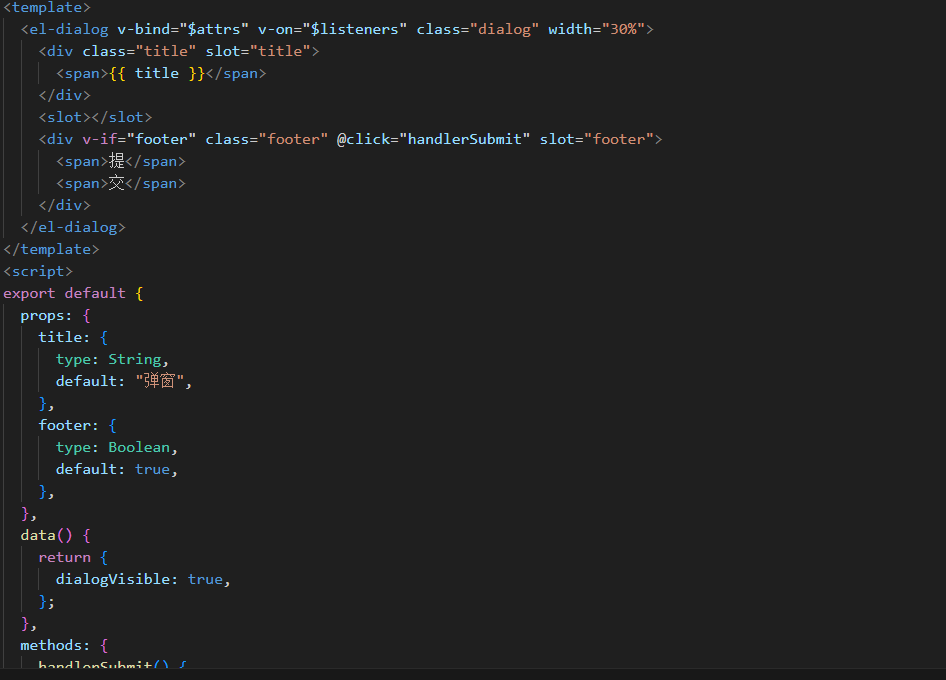 <template>
<el-dialog v-bind="$attrs" v-on="$listeners" class="dialog" width="30%">
<div class="title" slot="title">
<span>{{ title }}</span>
</div>
<slot></slot>
<div v-if="footer" class="footer" @click="handlerSubmit" slot="footer">
<span>提</span>
<span>交</span>
</div>
</el-dialog>
</template>
<script>
export default {
props: {
title: {
type: String,
default: "弹窗",
},
footer: {
type: Boolean,
default: true,
},
},
data() {
return {
dialogVisible: true,
};
},
methods: {
handlerSubmit() {